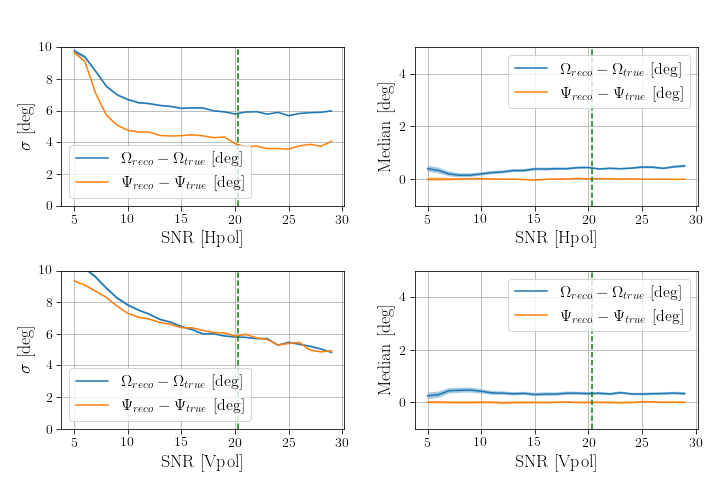 10
8
6
4
2
0
σ [deg]
Ω_reco − Ω_true [deg]
Ψ_reco − Ψ_true [deg]
5 10 15 20 25 30
SNR [Hpol]
4
2
0
Median [deg]
Ω_reco − Ω_true [deg]
Ψ_reco − Ψ_true [deg]
5 10 15 20 25 30
SNR [Hpol]
10
8
6
4
2
0
σ [deg]
Ω_reco − Ω_true [deg]
Ψ_reco − Ψ_true [deg]
5 10 15 20 25 30
SNR [Vpol]
4
2
0
Median [deg]
Ω_reco − Ω_true [deg]
Ψ_reco − Ψ_true [deg]
5 10 15 20 25 30
SNR [Vpol]